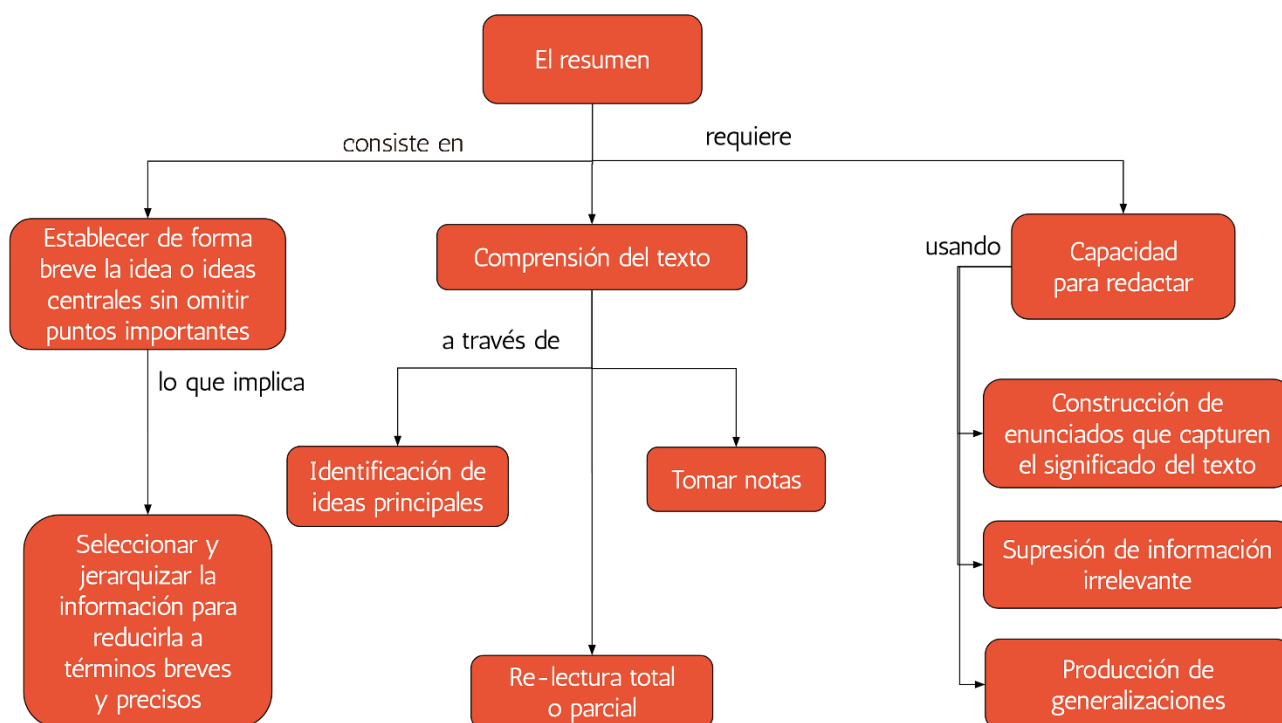 El resumen
consiste en
requiere
Establecer de forma
breve la idea o ideas
centrales sin omitir
puntos importantes
Comprensión del texto
usando
Capacidad
para redactar
lo que implica
a través de
Identificación de
ideas principales
Tomar notas
Construcción de
enunciados que capturen
el significado del texto
Seleccionar y
jerarquizar la
información para
reducirla a
términos breves
y precisos
Supresión de información
irrelevante
Re-lectura total
o parcial
Producción de
generalizaciones